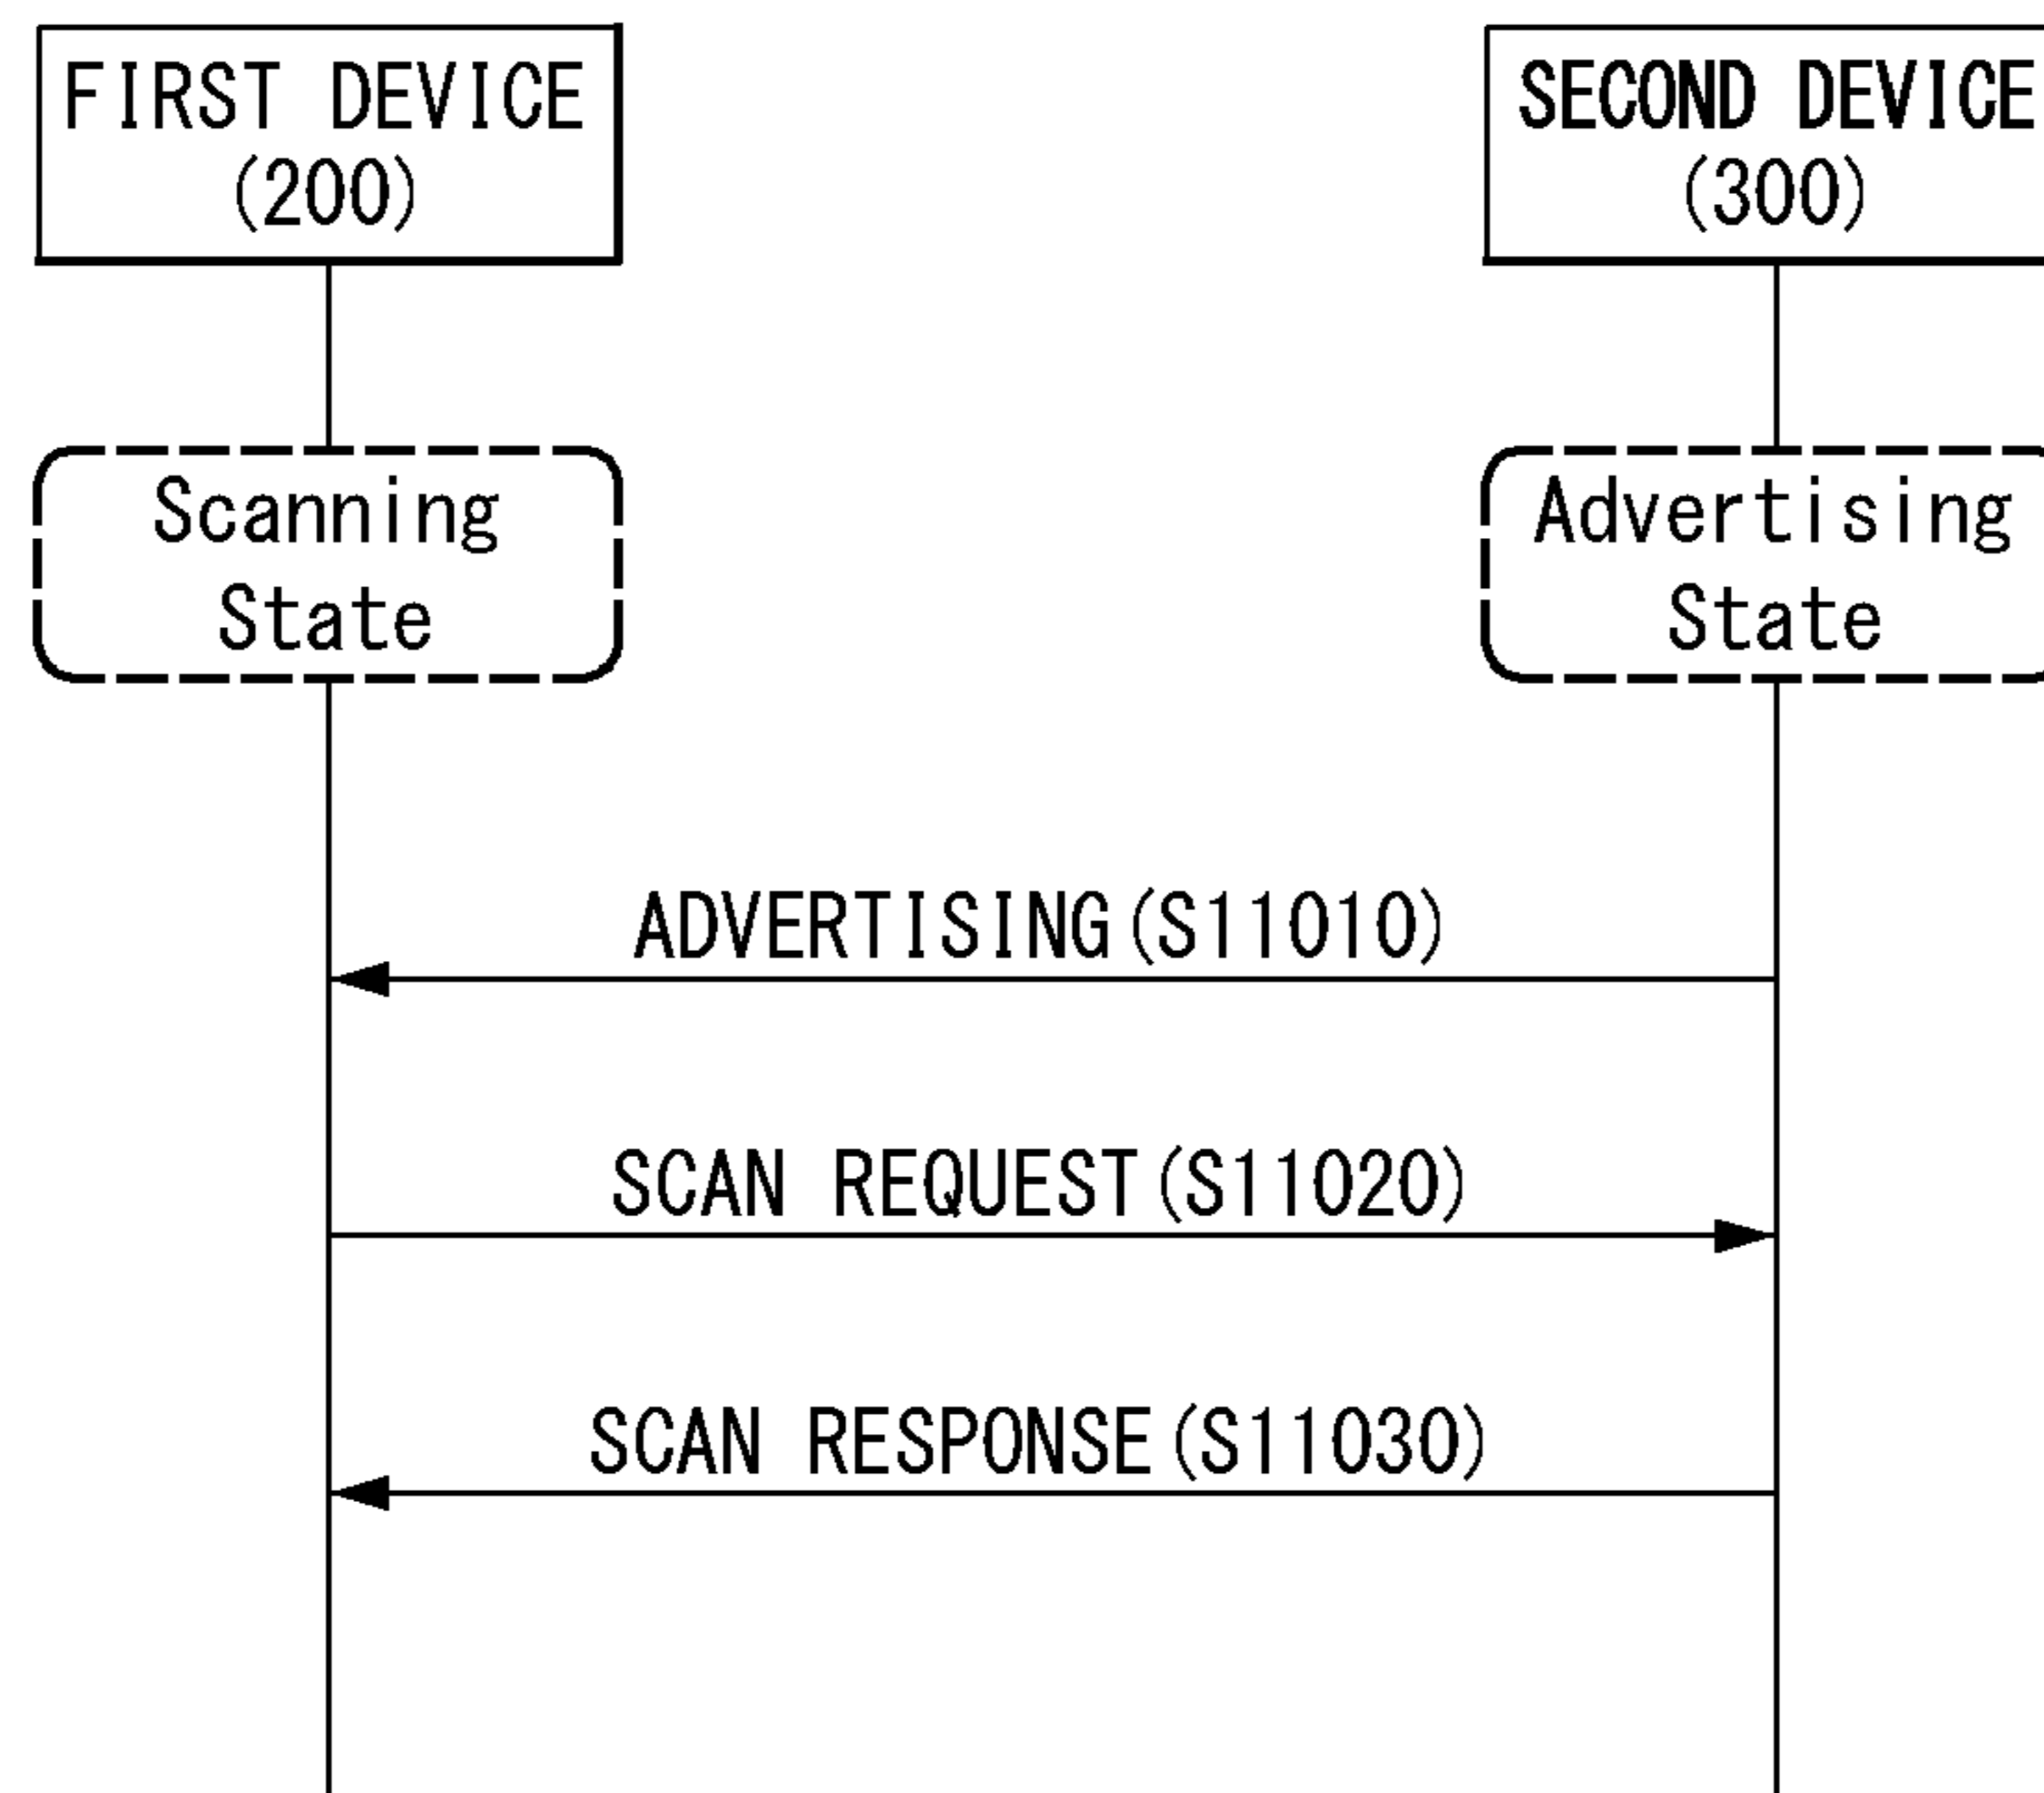 FIRST DEVICE
(200)
SECOND DEVICE
(300)
Scanning
State
Advertising
State
ADVERTISING(S11010)
SCAN REQUEST(S11020)
SCAN RESPONSE(S11030)